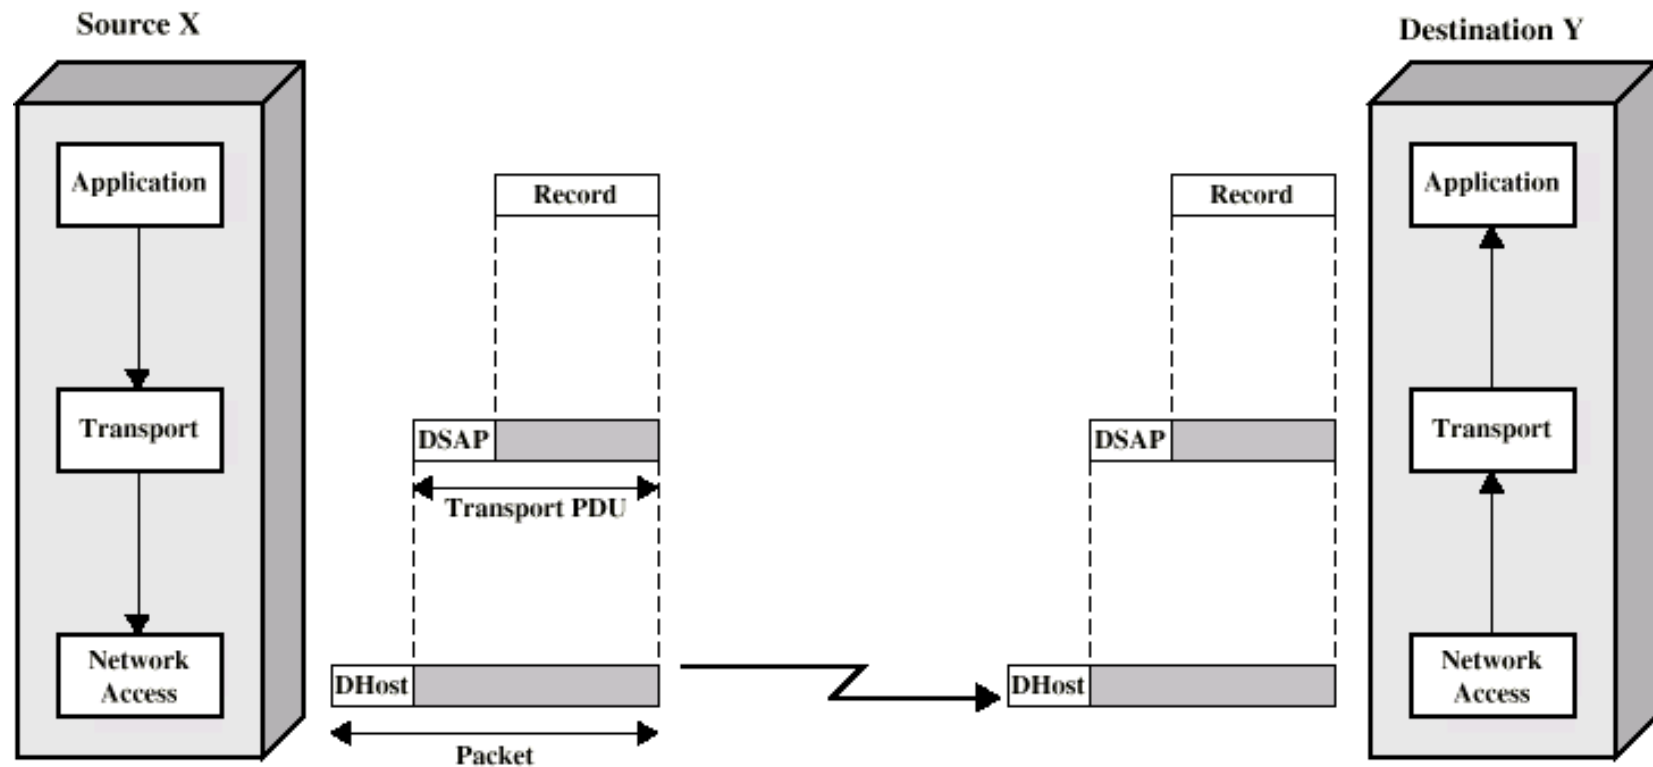 Source X
Destination Y
Application
Record
Record
Application
Transport
DSAP
DSAP
Transport
Transport PDU
Network
Access
DHost
DHost
Network
Access
Packet